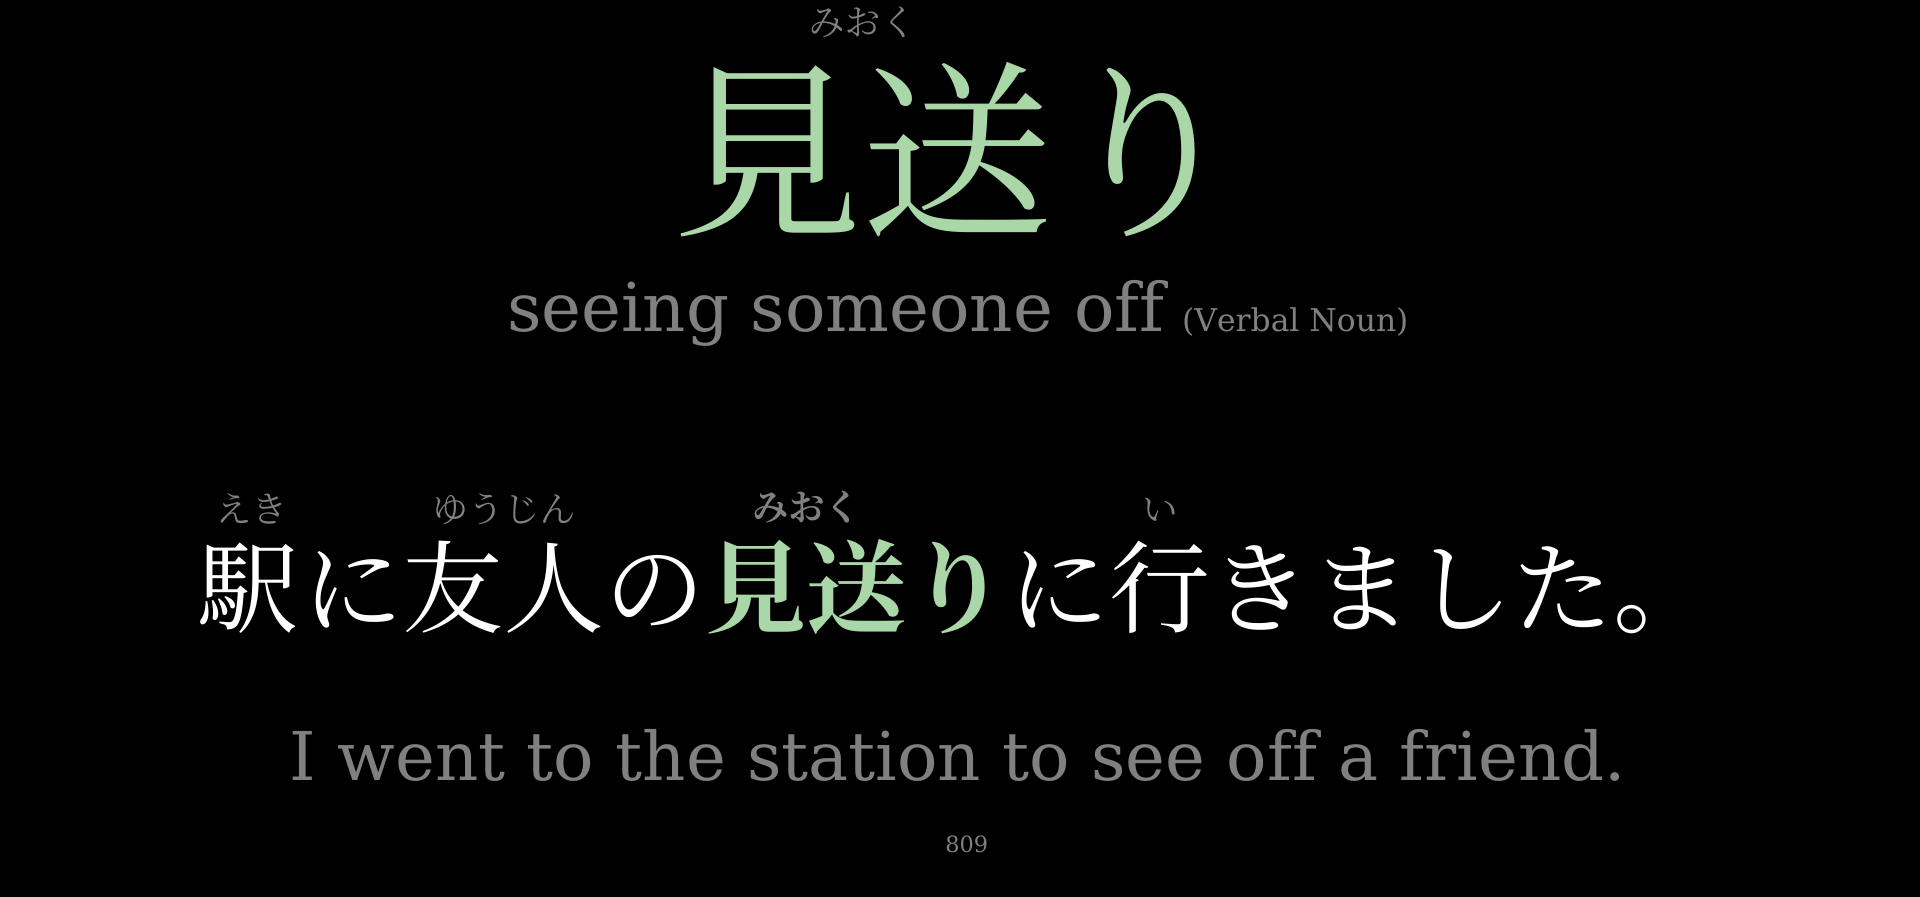 みおく
見送り
seeing someone off (Verbal Noun)
えき ゆうじん みおく い
駅に友人の見送りに行きました。
I went to the station to see off a friend.
809